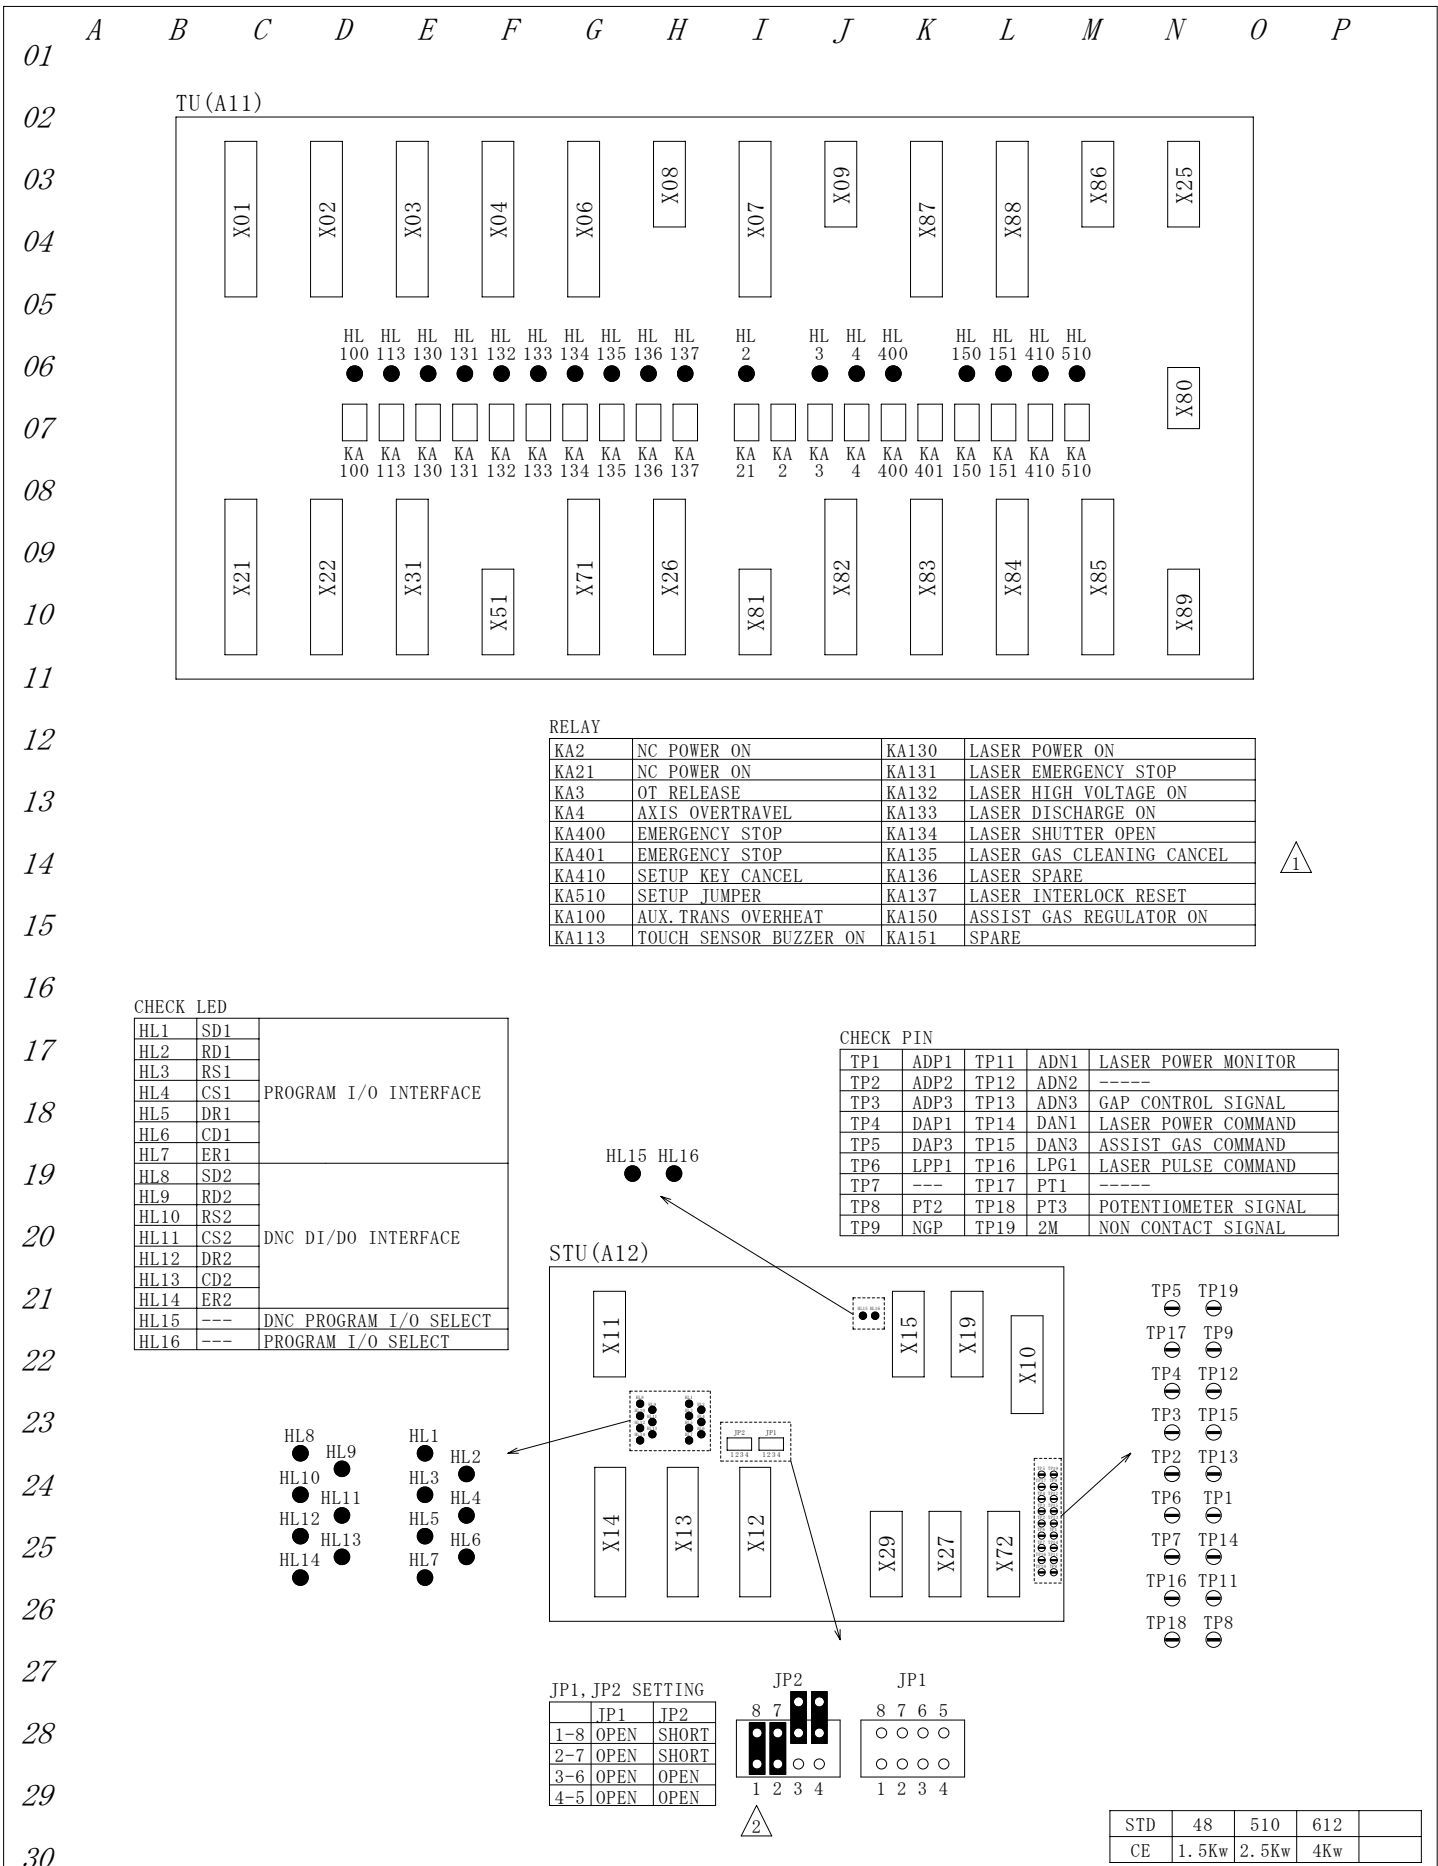 A B C D E F G H I J K L M N O P
01
02
03
04
05
06
07
08
09
10
11
12
13
14
15
16
17
18
19
20
21
22
23
24
25
26
27
28
29
30
TU(A11)
X01 X02 X03 X04 X06 X08 X07 X09 X87 X88 X86 X25
HL HL HL HL HL HL HL HL HL HL HL HL HL HL HL HL HL HL
100 113 130 131 132 133 134 135 136 137 2 3 4 400 150 151 410 510
X80
KA KA KA KA KA KA KA KA KA KA KA KA KA KA KA KA KA KA KA KA
100 113 130 131 132 133 134 135 136 137 21 2 3 4 400 401 150 151 410 510
X21 X22 X31 X51 X71 X26 X81 X82 X83 X84 X85 X89
RELAY
KA2 NC POWER ON KA130 LASER POWER ON
KA21 NC POWER ON KA131 LASER EMERGENCY STOP
KA3 OT RELEASE KA132 LASER HIGH VOLTAGE ON
KA4 AXIS OVERTRAVEL KA133 LASER DISCHARGE ON
KA400 EMERGENCY STOP KA134 LASER SHUTTER OPEN
KA401 EMERGENCY STOP KA135 LASER GAS CLEANING CANCEL
KA410 SETUP KEY CANCEL KA136 LASER SPARE
KA510 SETUP JUMPER KA137 LASER INTERLOCK RESET
KA100 AUX.TRANS OVERHEAT KA150 ASSIST GAS REGULATOR ON
KA113 TOUCH SENSOR BUZZER ON KA151 SPARE
1
CHECK LED
HL1 SD1
HL2 RD1
HL3 RS1
HL4 CS1 PROGRAM I/O INTERFACE
HL5 DR1
HL6 CD1
HL7 ER1
HL8 SD2
HL9 RD2
HL10 RS2
HL11 CS2 DNC DI/DO INTERFACE
HL12 DR2
HL13 CD2
HL14 ER2
HL15 --- DNC PROGRAM I/O SELECT
HL16 --- PROGRAM I/O SELECT
CHECK PIN
TP1 ADP1 TP11 ADN1 LASER POWER MONITOR
TP2 ADP2 TP12 ADN2 -----
TP3 ADP3 TP13 ADN3 GAP CONTROL SIGNAL
TP4 DAP1 TP14 DAN1 LASER POWER COMMAND
TP5 DAP3 TP15 DAN3 ASSIST GAS COMMAND
TP6 LPP1 TP16 LPG1 LASER PULSE COMMAND
TP7 --- TP17 PT1 -----
TP8 PT2 TP18 PT3 POTENTIOMETER SIGNAL
TP9 NGP TP19 2M NON CONTACT SIGNAL
HL15 HL16
STU(A12)
X11 X15 X19 X10
JP2 JP1
1234 1234
X14 X13 X12 X29 X27 X72
HL8 HL1
HL9 HL2
HL10 HL3
HL11 HL4
HL12 HL5
HL13 HL6
HL14 HL7
TP5 TP19
TP17 TP9
TP4 TP12
TP3 TP15
TP2 TP13
TP6 TP1
TP7 TP14
TP16 TP11
TP18 TP8
JP1,JP2 SETTING
JP1 JP2
1-8 OPEN SHORT
2-7 OPEN SHORT
3-6 OPEN OPEN
4-5 OPEN OPEN
JP2
8 7
1 2 3 4
2
JP1
8 7 6 5
1 2 3 4
STD 48 510 612
CE 1.5Kw 2.5Kw 4Kw